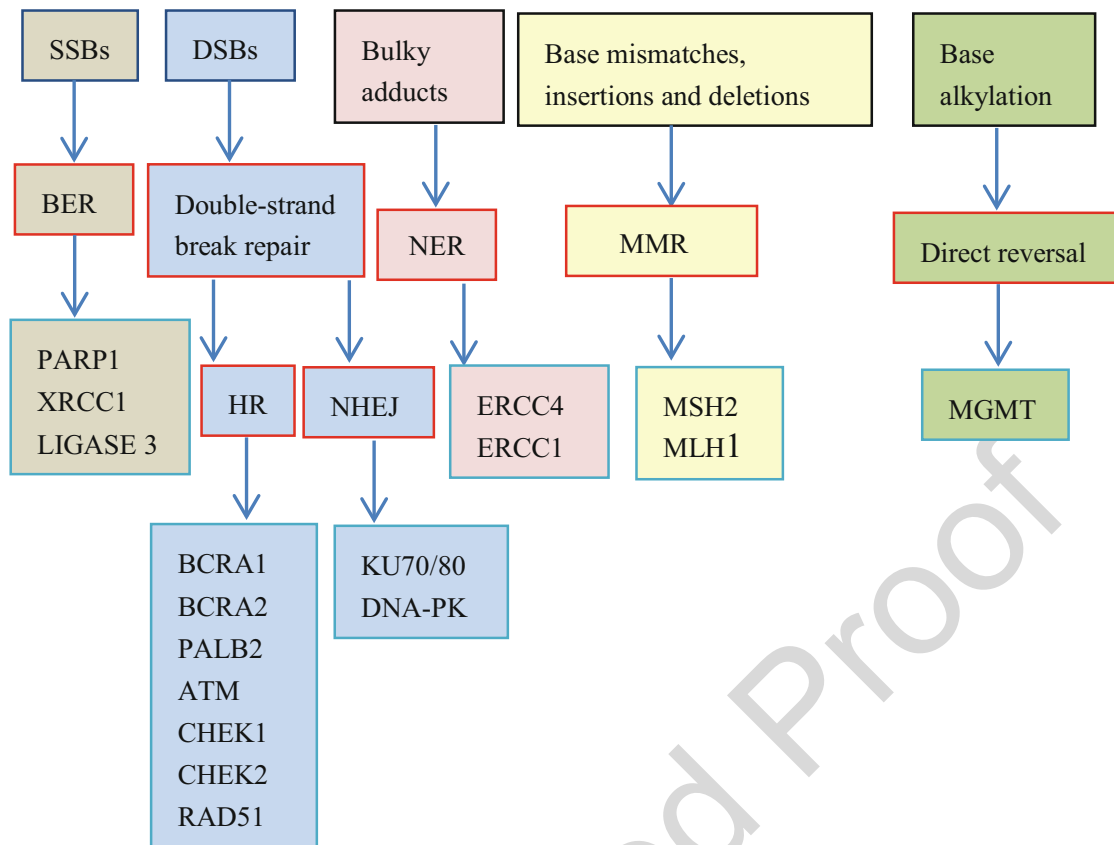 SSBs
DSBs
Bulky
adducts
Base mismatches,
insertions and deletions
Base
alkylation
BER
Double-strand
break repair
NER
MMR
Direct reversal
PARP1
XRCC1
LIGASE 3
HR
NHEJ
ERCC4
ERCC1
MSH2
MLH1
MGMT
BCRA1
BCRA2
PALB2
ATM
CHEK1
CHEK2
RAD51
KU70/80
DNA-PK
d Proof